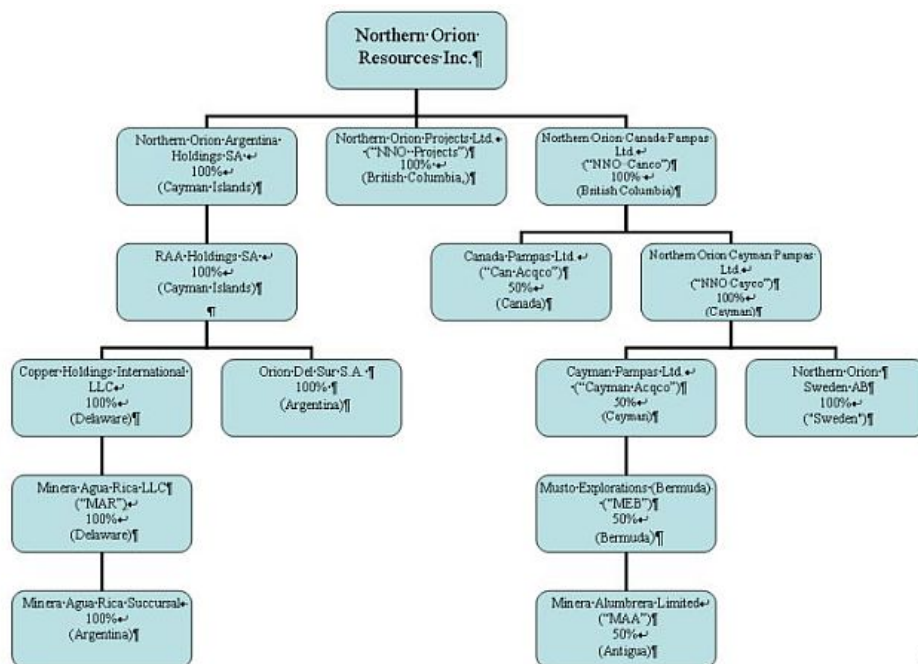 Northern·Orion·
Resources·Inc.¶
Northern·Orion·Argentina·
Holdings·SA·↵
100%↵
(Cayman·Islands)¶
Northern·Orion·Projects·Ltd.·↵
·(“NNO··Projects”)¶
100%·↵
(British·Columbia,)¶
Northern·Orion·Canada·Pampas·
Ltd.↵
(“NNO··Canco”)¶
100%·↵
(British·Columbia)¶
RAA·Holdings·SA·↵
100%↵
(Cayman·Islands)¶
¶
Canada·Pampas·Ltd.↵
(“Can·Acqco”)¶
50%↵
(Canada)¶
Northern·Orion·Cayman·Pampas·
Ltd.↵
(“NNO·Cayco”)¶
100%↵
(Cayman)¶
Copper·Holdings·International·
LLC↵
100%↵
(Delaware)¶
Orion·Del·Sur·S.A.·¶
100%·¶
(Argentina)¶
Cayman·Pampas·Ltd.↵
·(“Cayman·Acqco”)¶
50%↵
(Cayman)¶
Northern·Orion·¶
Sweden·AB¶
100%↵
("Sweden")¶
Minera·Agua·Rica·LLC¶
(“MAR”)↵
100%↵
(Delaware)¶
Musto·Explorations·(Bermuda)·
·(“MEB”)¶
50%↵
(Bermuda)¶
Minera·Agua·Rica·Succursal↵
100%↵
(Argentina)¶
Minera·Alumbrera·Limited↵
(“MAA”)¶
50%↵
(Antigua)¶